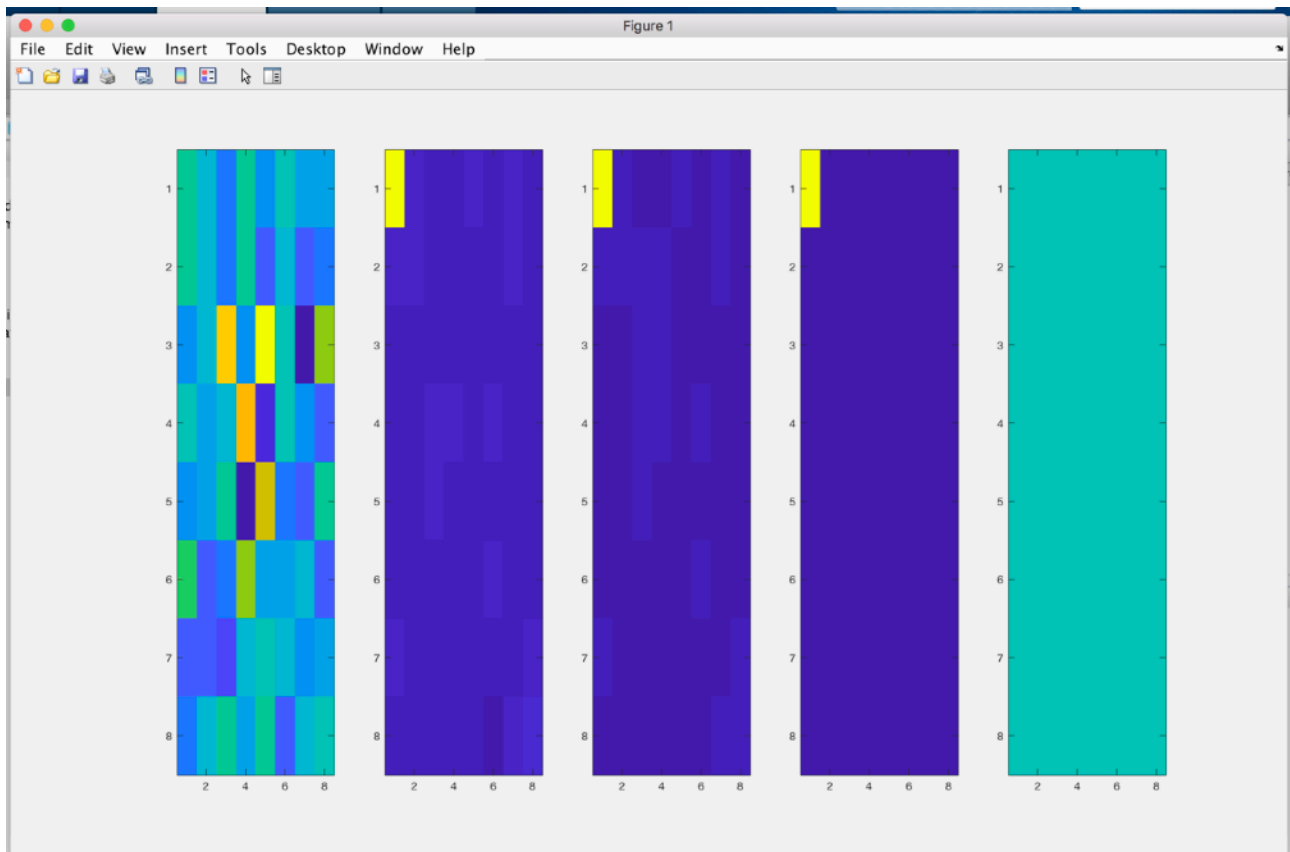 Figure 1
File Edit View Insert Tools Desktop Window Help
1 1 1 1 1
2 2 2 2 2
3 3 3 3 3
4 4 4 4 4
5 5 5 5 5
6 6 6 6 6
7 7 7 7 7
8 8 8 8 8
2 4 6 8 2 4 6 8 2 4 6 8 2 4 6 8 2 4 6 8